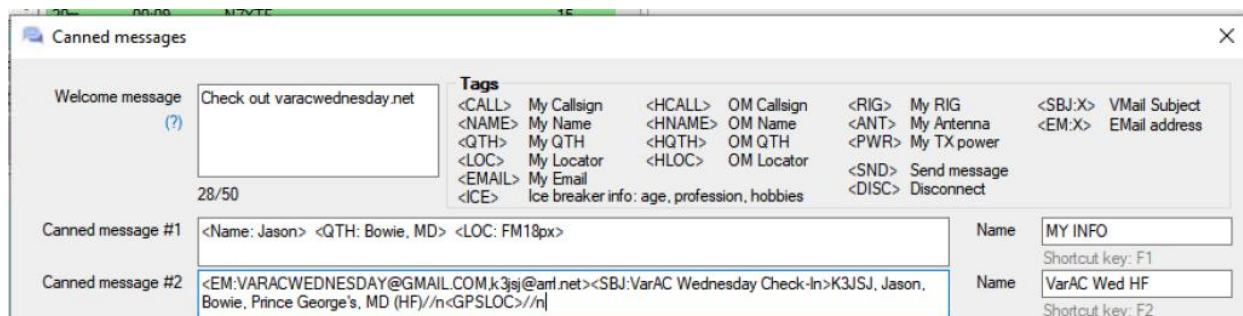 20m 00:09 N7XTF 15
Canned messages
Welcome message
(?)
Check out varacwednesday.net
28/50
Tags
<CALL> My Callsign <HCALL> OM Callsign <RIG> My RIG <SBJ:X> VMail Subject
<NAME> My Name <HNAME> OM Name <ANT> My Antenna <EM:X> EMail address
<QTH> My QTH <HQTH> OM QTH <PWR> My TX power
<LOC> My Locator <HLOC> OM Locator
<SND> Send message
<EMAIL> My Email
<DISC> Disconnect
<ICE> Ice breaker info: age, profession, hobbies
Canned message #1
<Name: Jason> <QTH: Bowie, MD> <LOC: FM18px>
Name MY INFO
Shortcut key: F1
Canned message #2
<EM:VARACWEDNESDAY@GMAIL.COM,k3jsj@arrl.net><SBJ:VarAC Wednesday Check-In>K3JSJ, Jason,
Bowie, Prince George's, MD (HF)//n<GPSLOC>//n
Name VarAC Wed HF
Shortcut key: F2